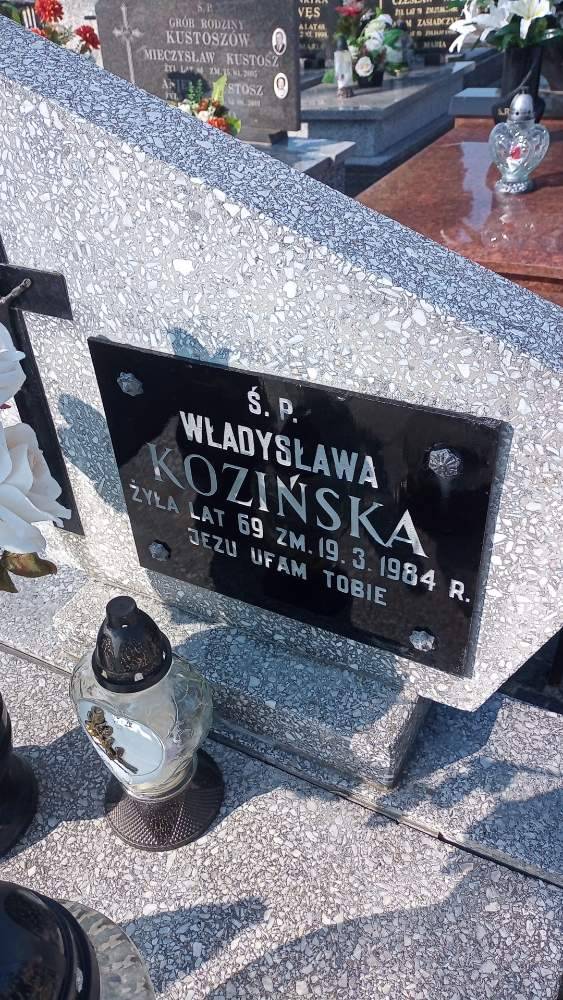 Ś.P.
GRÓB RODZINY
KUSTOSZÓW
MIECZYSŁAW KUSTOSZ
Ś.P.
WŁADYSŁAWA
KOZIŃSKA
ŻYŁA LAT 69 ZM. 19.3.1984 R.
JEZU UFAM TOBIE